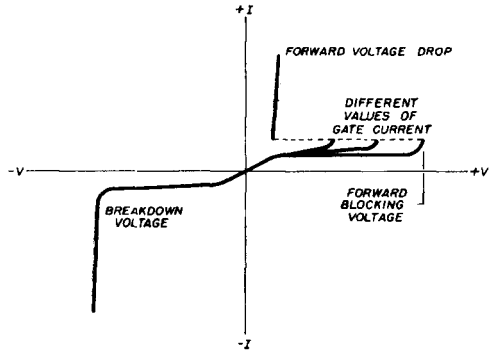 +I
FORWARD VOLTAGE DROP
DIFFERENT
VALUES OF
GATE CURRENT
-V
+V
BREAKDOWN
VOLTAGE
FORWARD
BLOCKING
VOLTAGE
-I